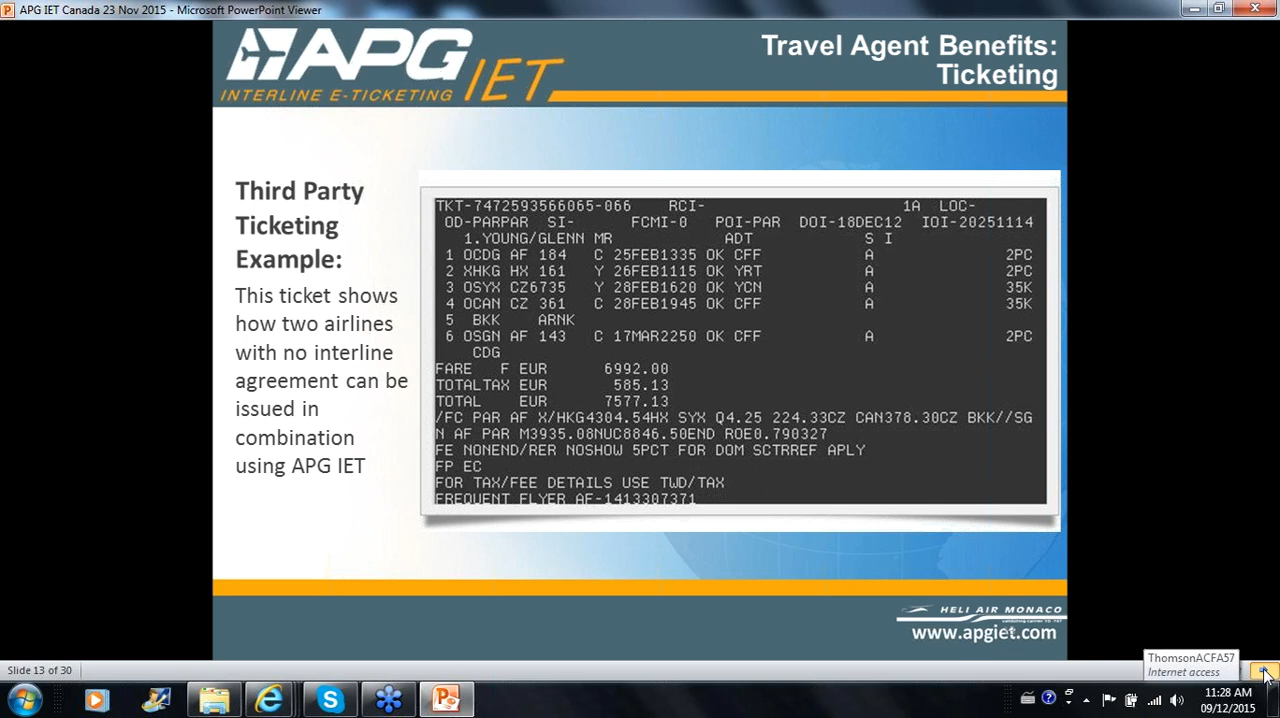 APG IET Canada 23 Nov 2015 - Microsoft PowerPoint Viewer
APG IET
INTERLINE E-TICKETING
Travel Agent Benefits:
Ticketing
Third Party
Ticketing
Example:
This ticket shows
how two airlines
with no interline
agreement can be
issued in
combination
using APG IET
TKT-7472593566065-066 RCI- 1A LOC-
OD-PARPAR SI- FCMI-0 POI-PAR DOI-18DEC12 IOI-20251114
1.YOUNG/GLENN MR ADT S I
1 OCDG AF 184 C 25FEB1335 OK CFF A 2PC
2 XHKG HX 161 Y 26FEB1115 OK YRT A 2PC
3 OSYX CZ6735 Y 28FEB1620 OK YCN A 35K
4 OCAN CZ 361 C 28FEB1945 OK CFF A 35K
5 BKK ARNK
6 OSGN AF 143 C 17MAR2250 OK CFF A 2PC
CDG
FARE F EUR 6992.00
TOTALTAX EUR 585.13
TOTAL EUR 7577.13
/FC PAR AF X/HKG4304.54HX SYX Q4.25 224.33CZ CAN378.30CZ BKK//SG
N AF PAR M3935.08NUC8846.50END ROE0.790327
FE NONEND/RER NOSHOW 5PCT FOR DOM SCTRREF APLY
FP EC
FOR TAX/FEE DETAILS USE TWD/TAX
FREQUENT FLYER AF-1413307371
HELI AIR MONACO
www.apgiet.com
Slide 13 of 30
ThomsonACFA57
Internet access
11:28 AM
09/12/2015